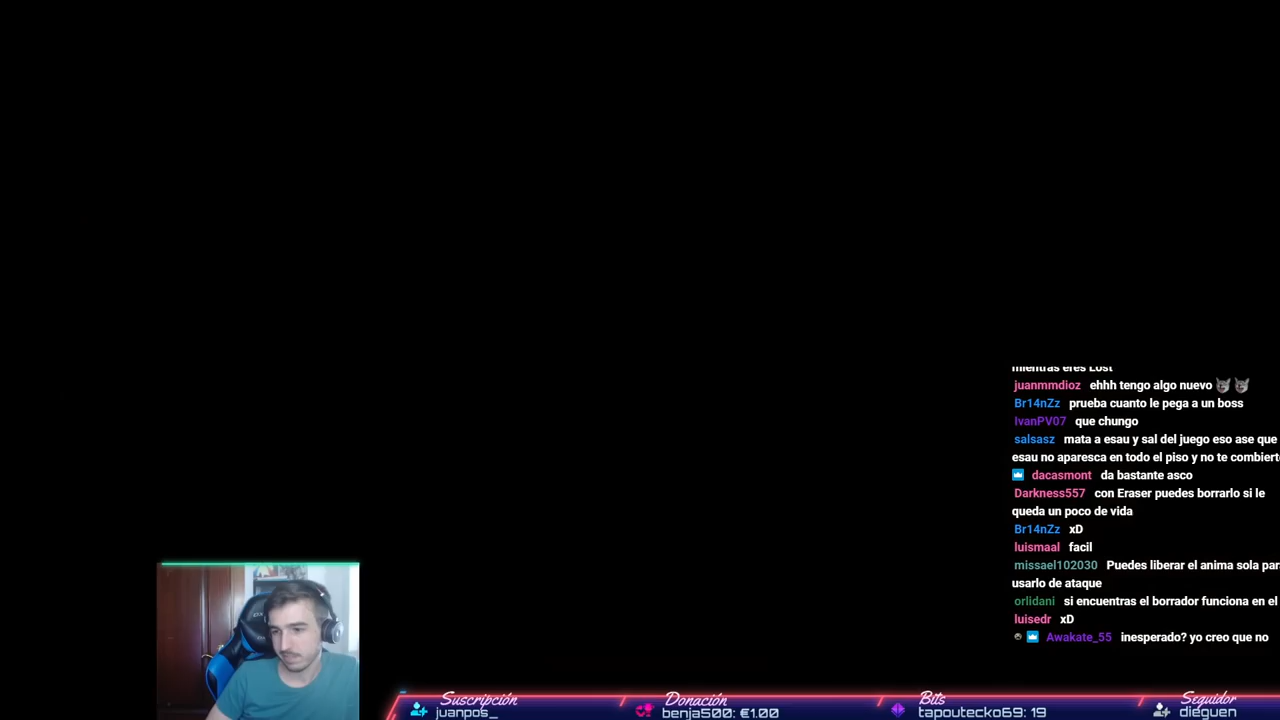 mientras eres Lost
juanmmdioz ehhh tengo algo nuevo
Br14nZz prueba cuanto le pega a un boss
IvanPV07 que chungo
salsasz mata a esau y sal del juego eso ase que
esau no aparesca en todo el piso y no te combierte
dacasmont da bastante asco
Darkness557 con Eraser puedes borrarlo si le
queda un poco de vida
Br14nZz xD
luismaal facil
missael102030 Puedes liberar el anima sola para
usarlo de ataque
orlidani si encuentras el borrador funciona en el
luisedr xD
Awakate_55 inesperado? yo creo que no
Suscripción Donación Bits Seguidor
juanpos_ benja500: €1.00 tapoutecko69: 19 dieguen